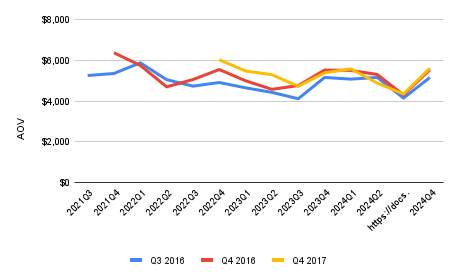 $8,000
$6,000
$4,000
$2,000
$0
AOV
2021Q3
2021Q4
2022Q1
2022Q2
2022Q3
2022Q4
2023Q1
2023Q2
2023Q3
2023Q4
2024Q1
2024Q2
https://docs.
2024Q4
Q3 2016 Q4 2016 Q4 2017